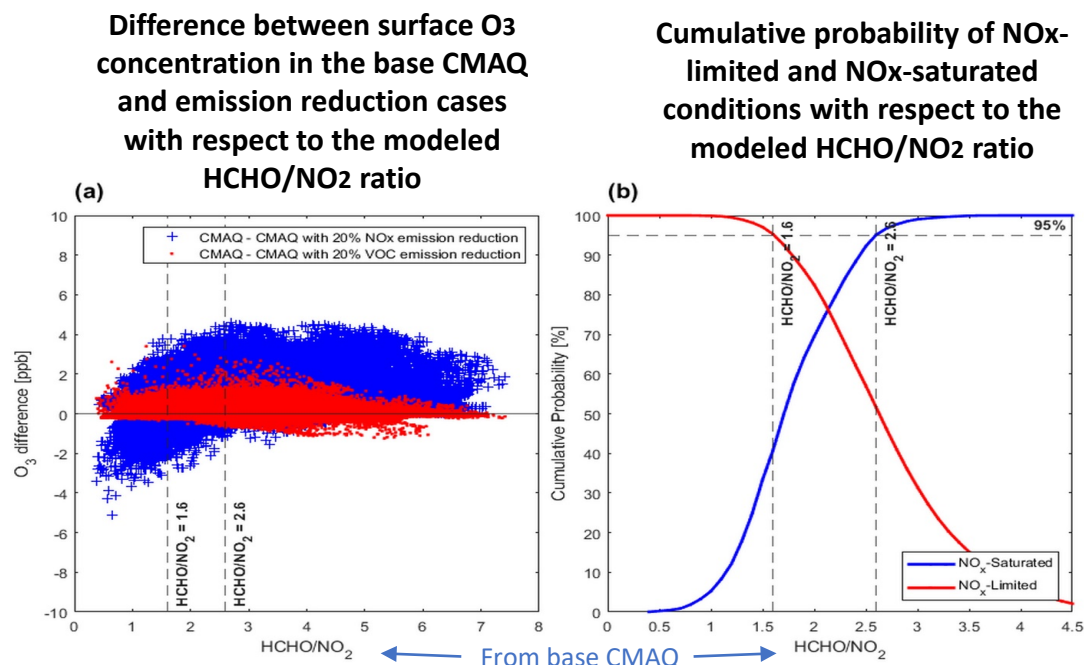 Difference between surface O3
concentration in the base CMAQ
and emission reduction cases
with respect to the modeled
HCHO/NO2 ratio
Cumulative probability of NOx-
limited and NOx-saturated
conditions with respect to the
modeled HCHO/NO2 ratio
(a)
CMAQ - CMAQ with 20% NOx emission reduction
CMAQ - CMAQ with 20% VOC emission reduction
10
8
6
4
2
0
-2
-4
-6
-8
-10
O3 difference [ppb]
HCHO/NO2 = 1.6
HCHO/NO2 = 2.6
0 1 2 3 4 5 6 7 8
HCHO/NO2
(b)
100
90
80
70
60
50
40
30
20
10
0
Cumulative Probability [%]
95%
HCHO/NO2 = 1.6
HCHO/NO2 = 2.6
NOx-Saturated
NOx-Limited
0 0.5 1 1.5 2 2.5 3 3.5 4 4.5
HCHO/NO2
From base CMAQ